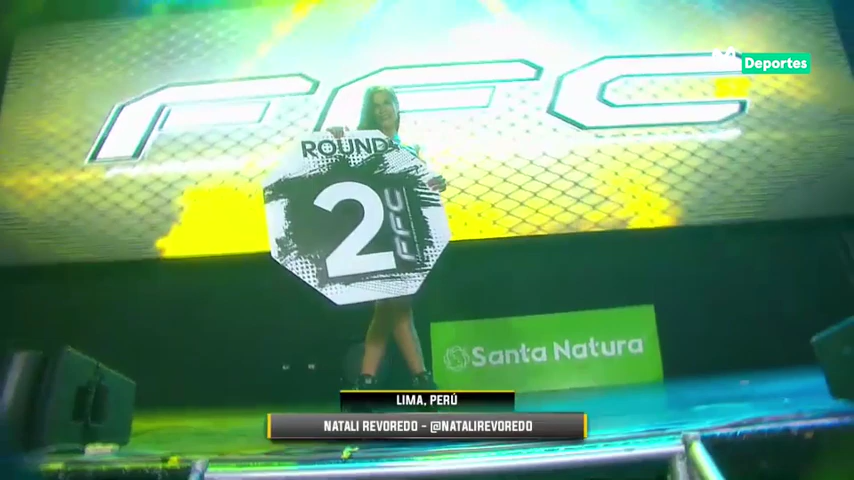 Deportes
FFC
ROUND
2
FFC
Santa Natura
LIMA, PERÚ
NATALI REVOREDO - @NATALIREVOREDO